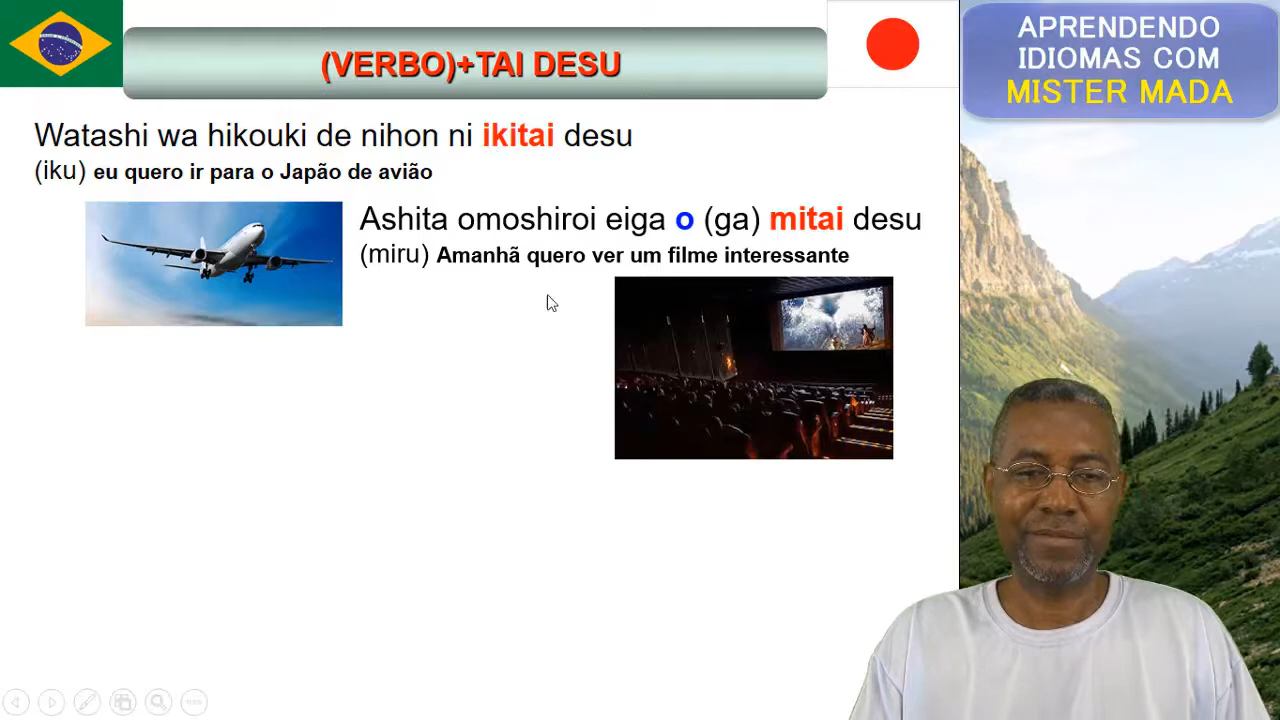 (VERBO)+TAI DESU
APRENDENDO
IDIOMAS COM
MISTER MADA
Watashi wa hikouki de nihon ni ikitai desu
(iku) eu quero ir para o Japão de avião
Ashita omoshiroi eiga o (ga) mitai desu
(miru) Amanhã quero ver um filme interessante